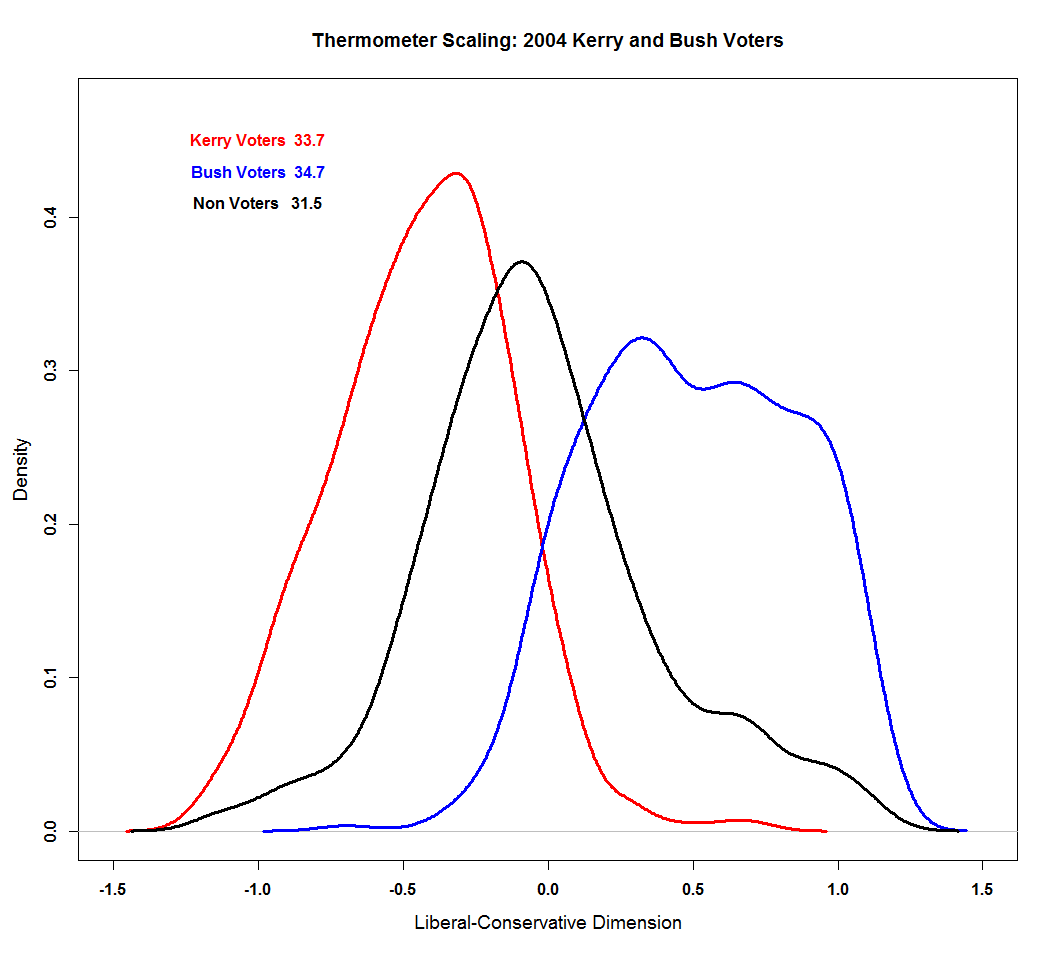 Thermometer Scaling: 2004 Kerry and Bush Voters
Kerry Voters 33.7
Bush Voters 34.7
Non Voters 31.5
0.4
0.3
0.2
0.1
0.0
Density
-1.5 -1.0 -0.5 0.0 0.5 1.0 1.5
Liberal-Conservative Dimension